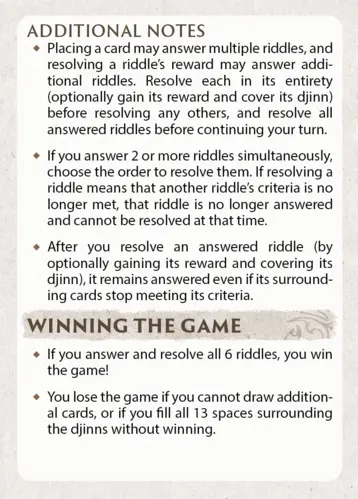 ADDITIONAL NOTES
◆ Placing a card may answer multiple riddles, and
resolving a riddle's reward may answer addi-
tional riddles. Resolve each in its entirety
(optionally gain its reward and cover its djinn)
before resolving any others, and resolve all
answered riddles before continuing your turn.
◆ If you answer 2 or more riddles simultaneously,
choose the order to resolve them. If resolving a
riddle means that another riddle's criteria is no
longer met, that riddle is no longer answered
and cannot be resolved at that time.
◆ After you resolve an answered riddle (by
optionally gaining its reward and covering its
djinn), it remains answered even if its surround-
ing cards stop meeting its criteria.
WINNING THE GAME
◆ If you answer and resolve all 6 riddles, you win
the game!
◆ You lose the game if you cannot draw addition-
al cards, or if you fill all 13 spaces surrounding
the djinns without winning.